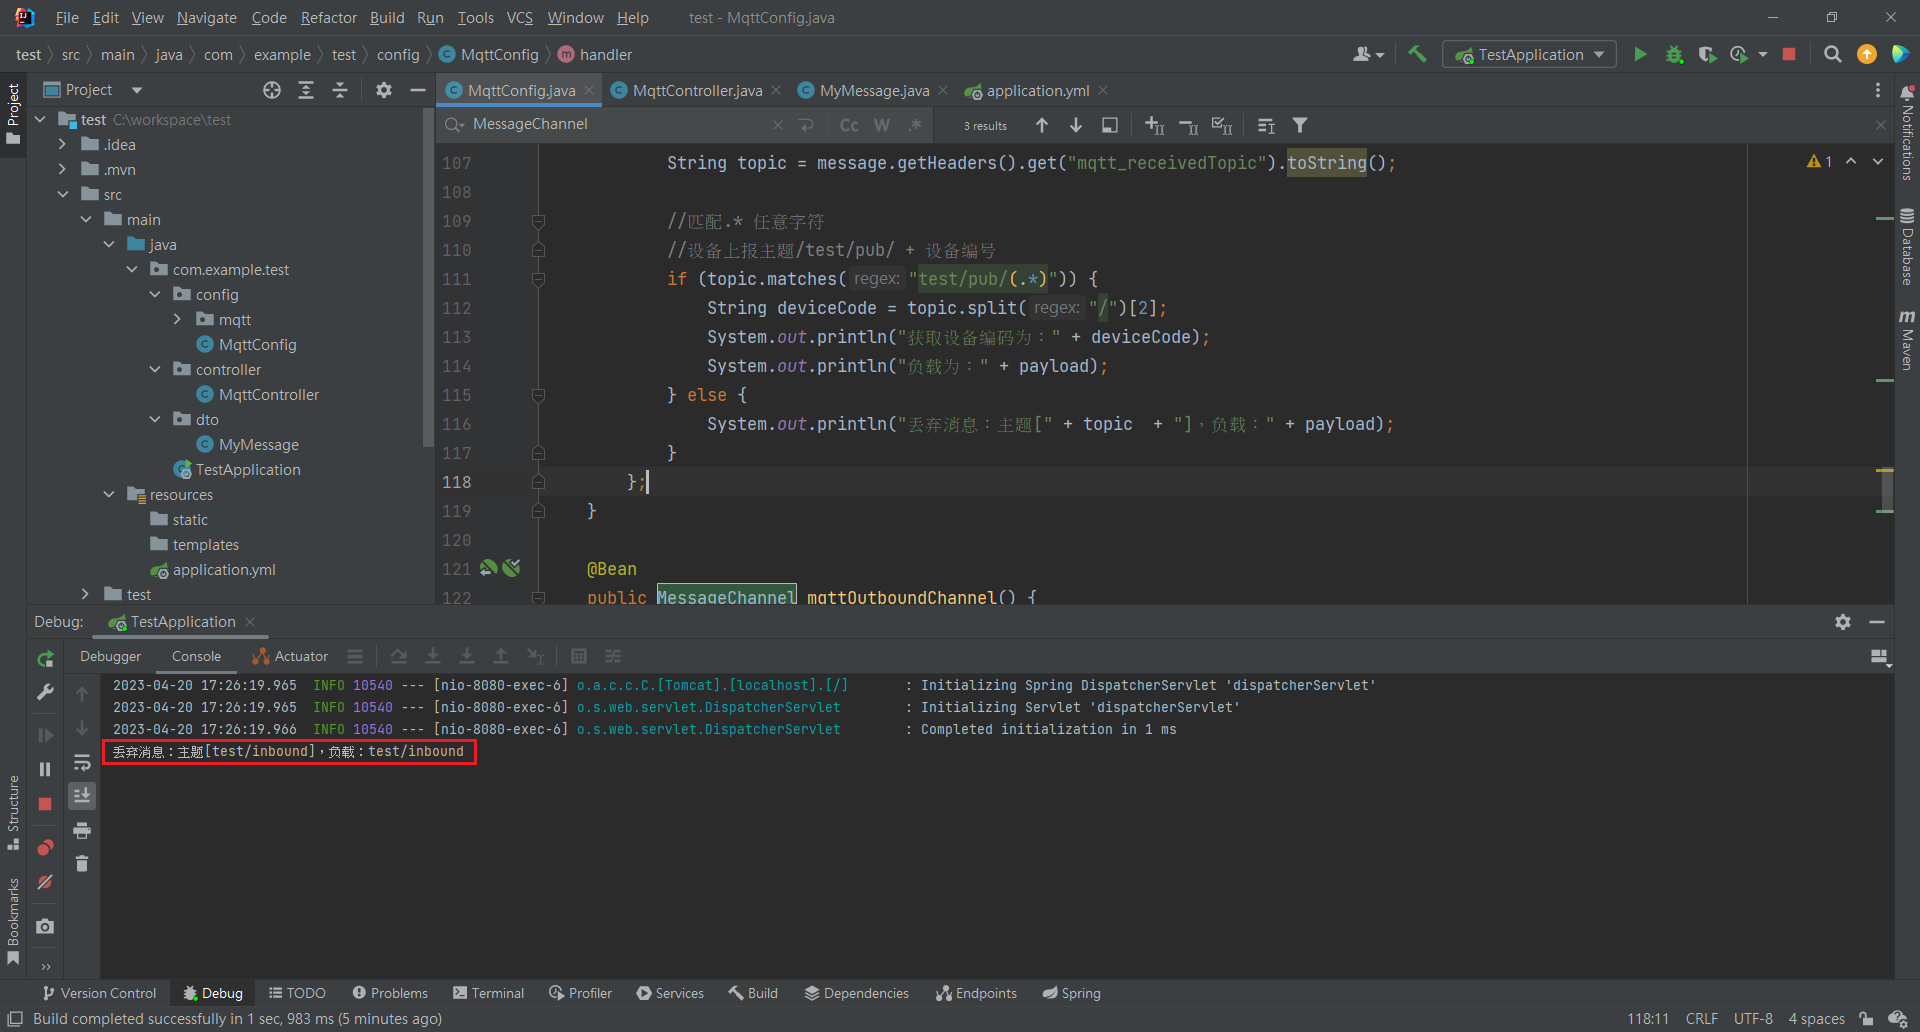 File Edit View Navigate Code Refactor Build Run Tools VCS Window Help test - MqttConfig.java
test src main java com example test config MqttConfig handler TestApplication
Project
MqttConfig.java MqttController.java MyMessage.java application.yml
test C:\workspace\test
.idea
.mvn
src
main
java
com.example.test
config
mqtt
MqttConfig
controller
MqttController
dto
MyMessage
TestApplication
resources
static
templates
application.yml
test
MessageChannel Cc W .* 3 results
1
107 String topic = message.getHeaders().get("mqtt_receivedTopic").toString();
108
109 //匹配.* 任意字符
110 //设备上报主题/test/pub/ + 设备编号
111 if (topic.matches( regex: "test/pub/(.*)")) {
112 String deviceCode = topic.split( regex: "/")[2];
113 System.out.println("获取设备编码为：" + deviceCode);
114 System.out.println("负载为：" + payload);
115 } else {
116 System.out.println("丢弃消息：主题[" + topic  + "]，负载：" + payload);
117 }
118 };
119 }
120
121 @Bean
122 public MessageChannel mqttOutboundChannel() {
Project
Structure
Bookmarks
Notifications
Database
m Maven
Debug: TestApplication
Debugger Console Actuator
2023-04-20 17:26:19.965  INFO 10540 --- [nio-8080-exec-6] o.a.c.c.C.[Tomcat].[localhost].[/] : Initializing Spring DispatcherServlet 'dispatcherServlet'
2023-04-20 17:26:19.965  INFO 10540 --- [nio-8080-exec-6] o.s.web.servlet.DispatcherServlet : Initializing Servlet 'dispatcherServlet'
2023-04-20 17:26:19.966  INFO 10540 --- [nio-8080-exec-6] o.s.web.servlet.DispatcherServlet : Completed initialization in 1 ms
丢弃消息：主题[test/inbound]，负载：test/inbound
Version Control Debug TODO Problems Terminal Profiler Services Build Dependencies Endpoints Spring
Build completed successfully in 1 sec, 983 ms (5 minutes ago) 118:11 CRLF UTF-8 4 spaces